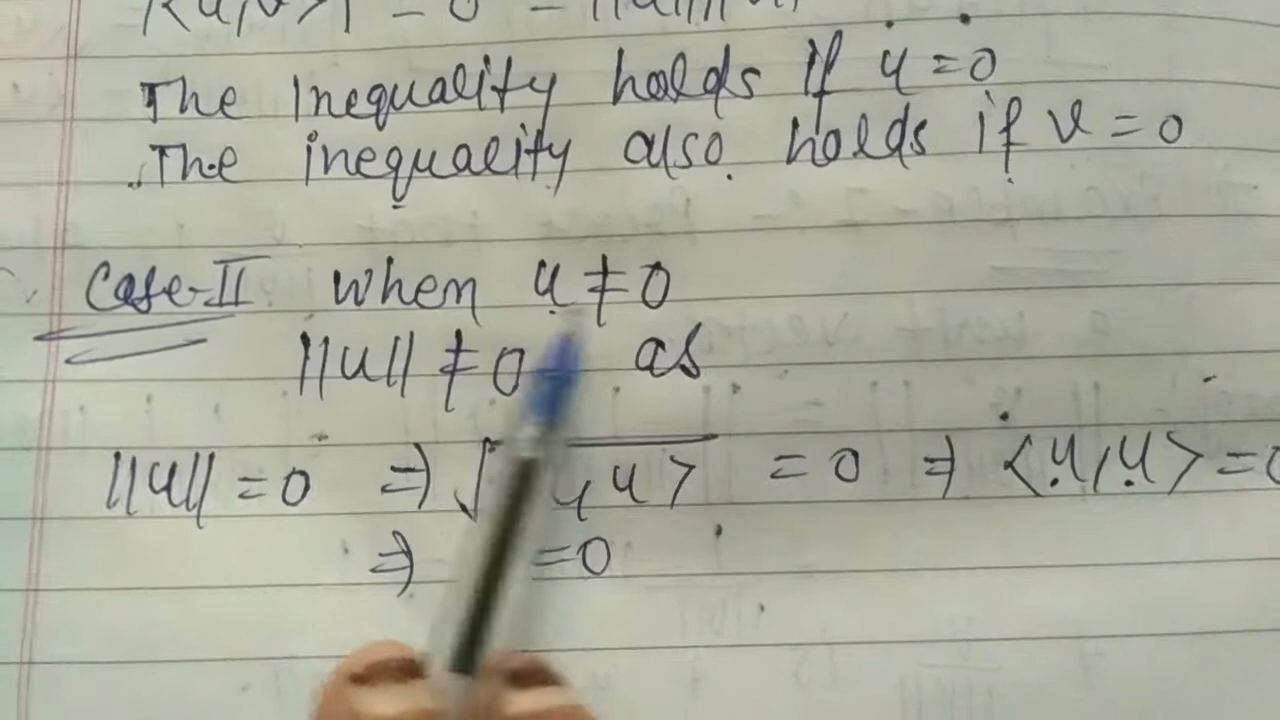 |<u,v>| = 0 = ||u|| ||v||
The inequality holds if u = 0
The inequality also holds if v = 0
Case-II when u ≠ 0
||u|| ≠ 0 as
||u|| = 0 ⇒ √ u> = 0 ⇒ <u,u> = 0
⇒ = 0